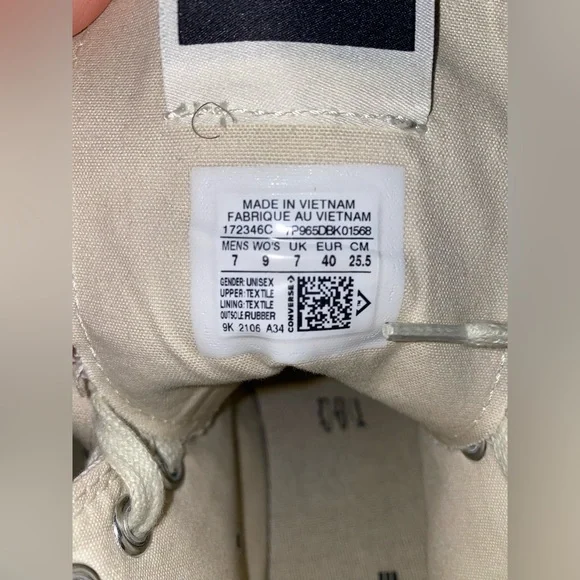 MADE IN VIETNAM
FABRIQUE AU VIETNAM
172346C 7P965DBK01568
MENS WO'S UK EUR CM
7 9 7 40 25.5
GENDER: UNISEX
UPPER: TEXTILE
LINING: TEXTILE
OUTSOLE: RUBBER
9K 2106 A34
CONVERSE